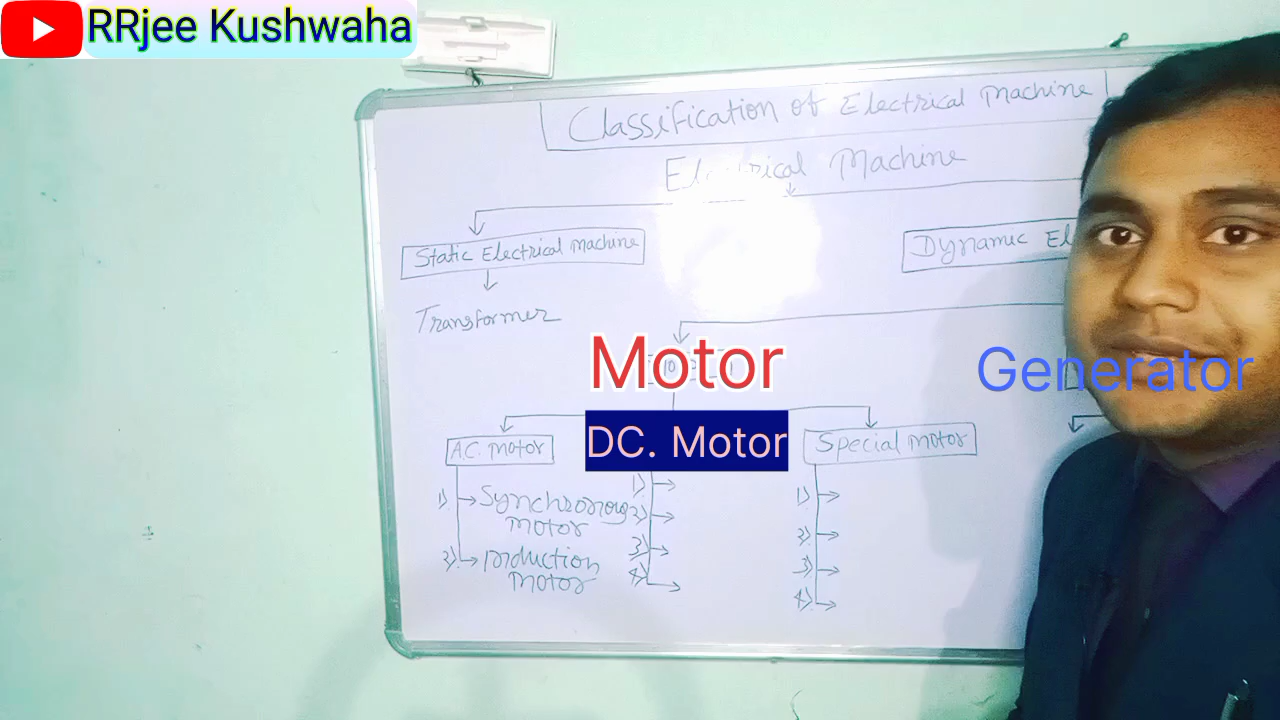 RRjee Kushwaha
Classification of Electrical Machine
Electrical Machine
Static Electrical Machine
Dynamic El
Transformer
Motor
Generator
A.C. Motor
DC. Motor
Special Motor
1)
Synchronous
Motor
2)
Induction
Motor
1)
2)
3)
4)
1)
2)
3)
4)